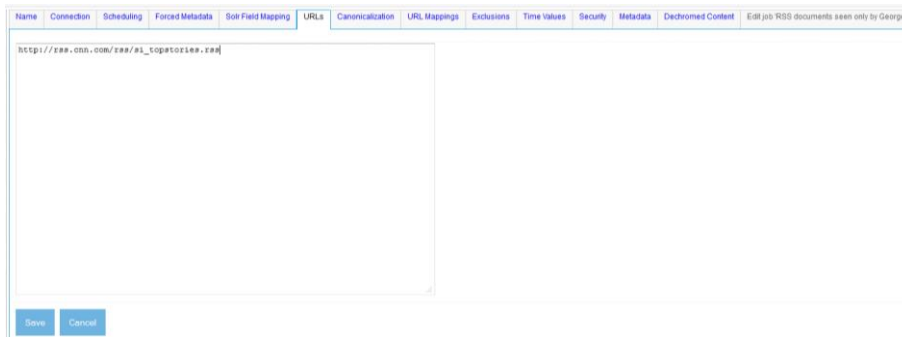 Name Connection Scheduling Forced Metadata Solr Field Mapping URLs Canonicalization URL Mappings Exclusions Time Values Security Metadata Dechromed Content Edit job 'RSS documents seen only by Georg
http://rss.cnn.com/rss/si_topstories.rss
Save Cancel